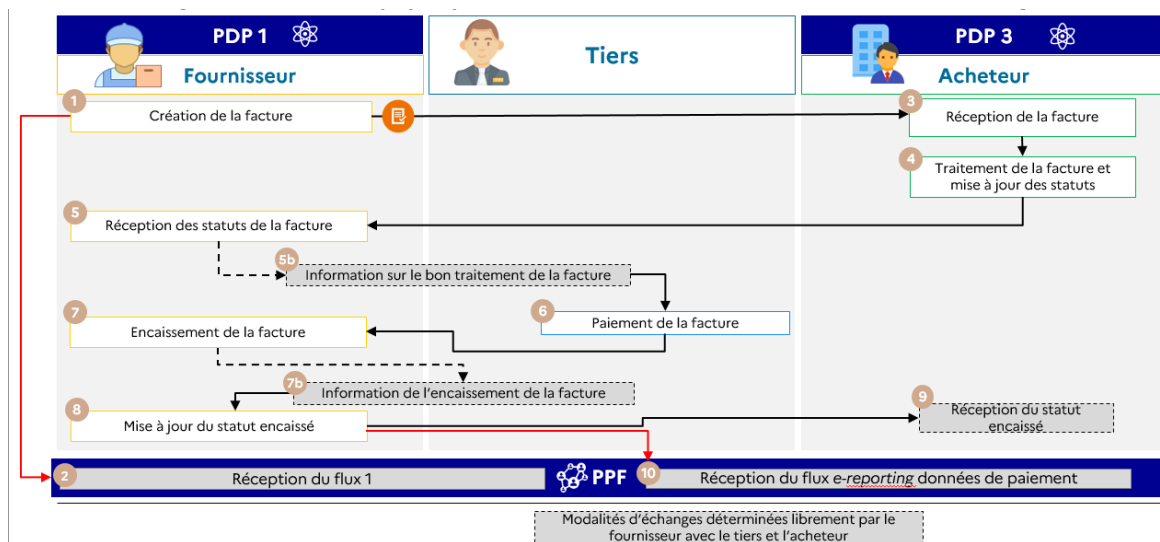 PDP 1
PDP 3
Fournisseur
Tiers
Acheteur
1
Création de la facture
3
Réception de la facture
4
Traitement de la facture et
mise à jour des statuts
5
Réception des statuts de la facture
5b
Information sur le bon traitement de la facture
7
Encaissement de la facture
6
Paiement de la facture
7b
Information de l'encaissement de la facture
8
Mise à jour du statut encaissé
9
Réception du statut
encaissé
2
Réception du flux 1
PPF
10
Réception du flux e-reporting données de paiement
Modalités d'échanges déterminées librement par le
fournisseur avec le tiers et l'acheteur